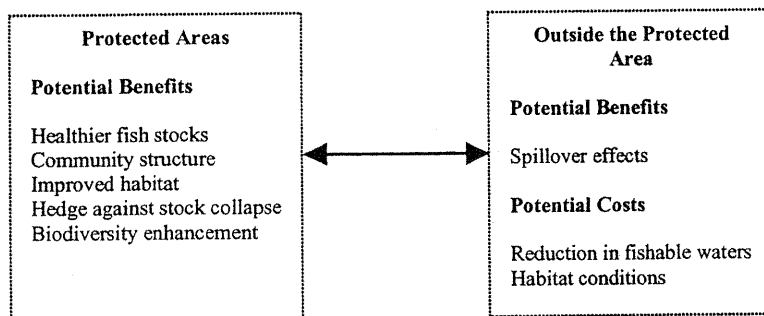 Protected Areas
Potential Benefits
Healthier fish stocks
Community structure
Improved habitat
Hedge against stock collapse
Biodiversity enhancement
Outside the Protected
Area
Potential Benefits
Spillover effects
Potential Costs
Reduction in fishable waters
Habitat conditions